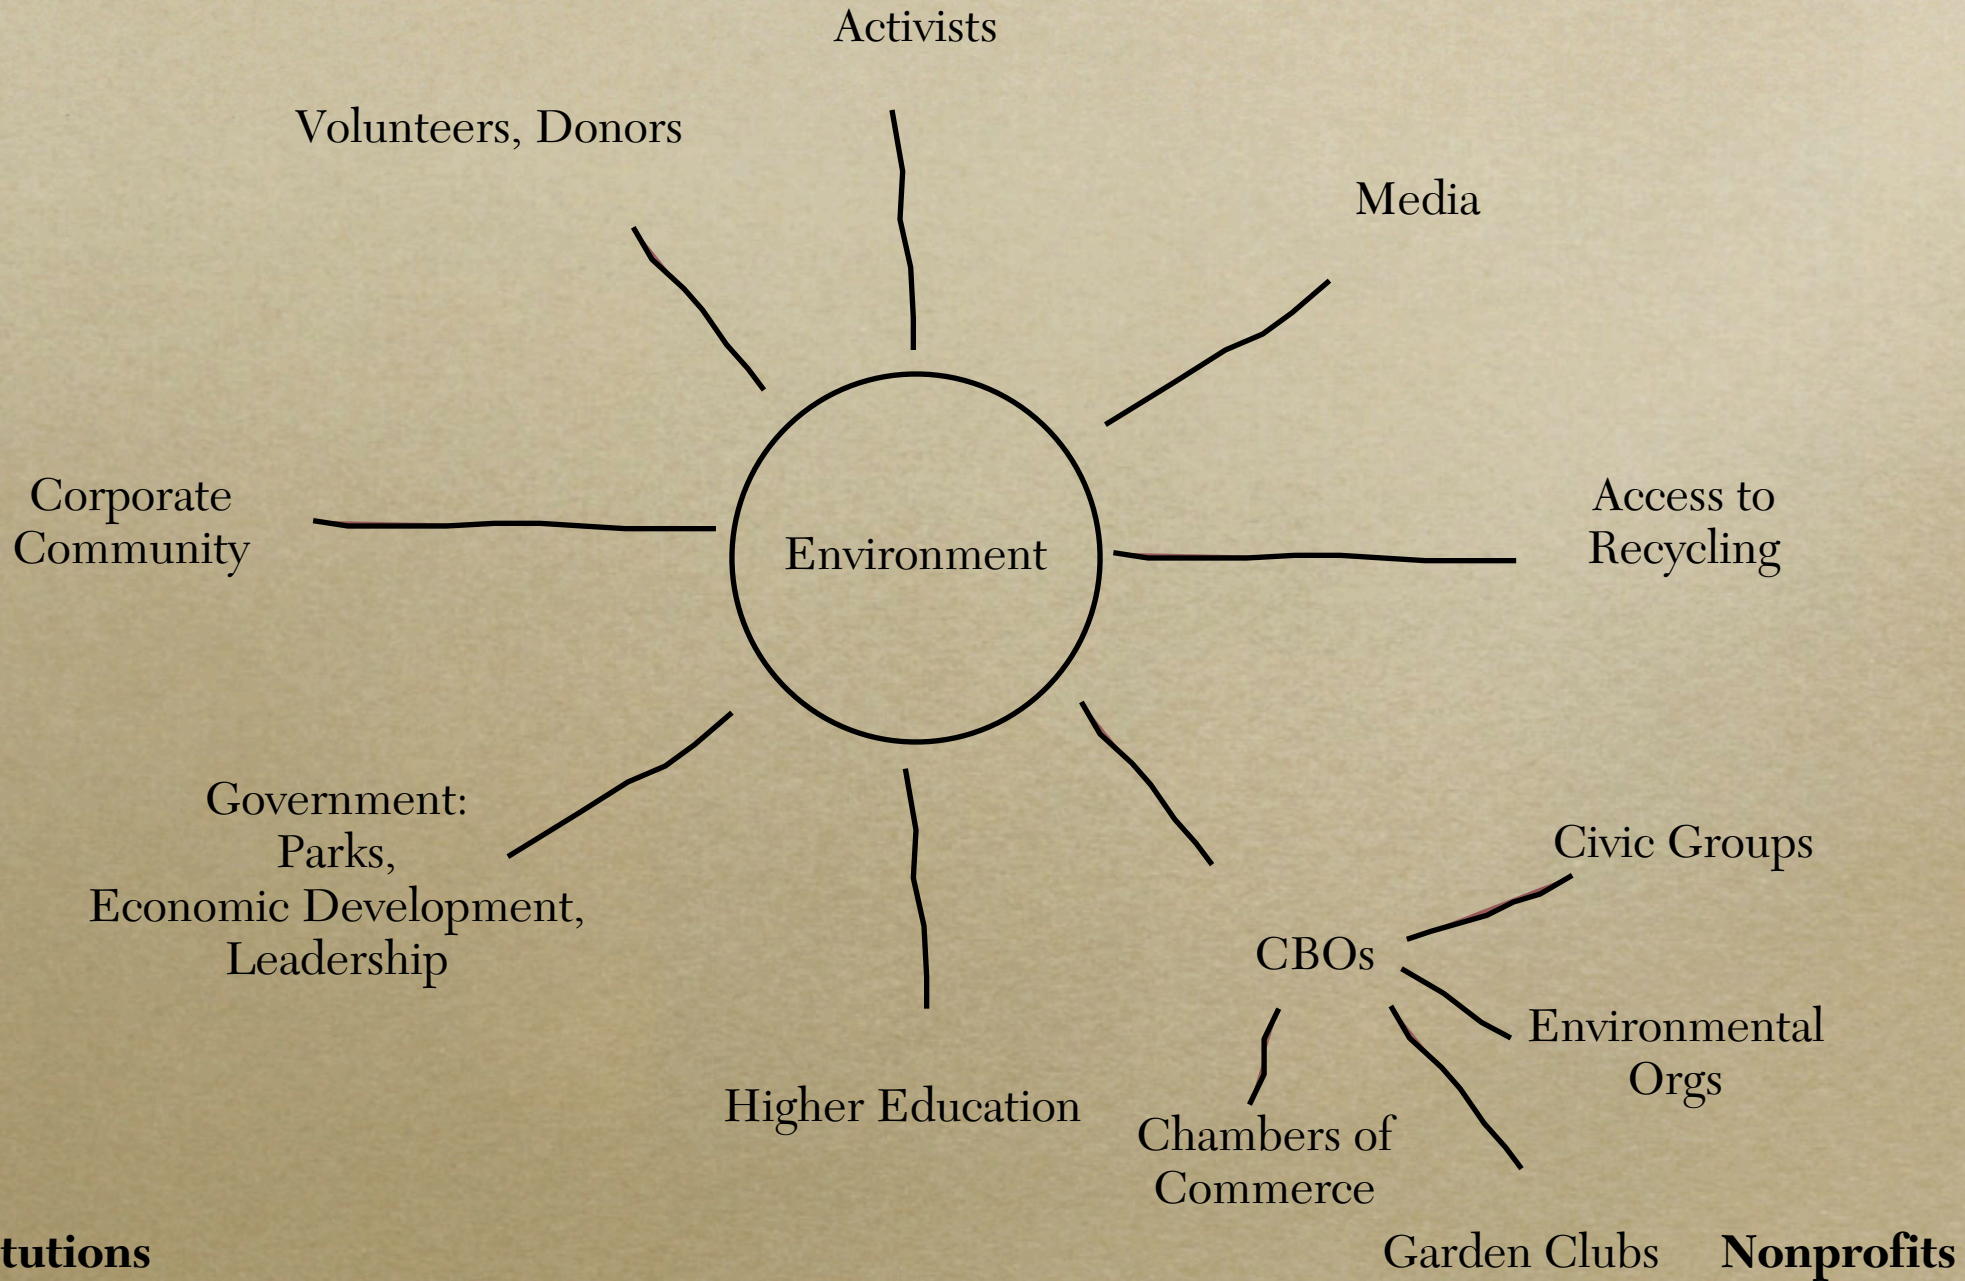 Activists
Volunteers, Donors
Media
Corporate
Community
Environment
Access to
Recycling
Government:
Parks,
Economic Development,
Leadership
Civic Groups
CBOs
Environmental
Orgs
Higher Education
Chambers of
Commerce
tutions
Garden Clubs
Nonprofits